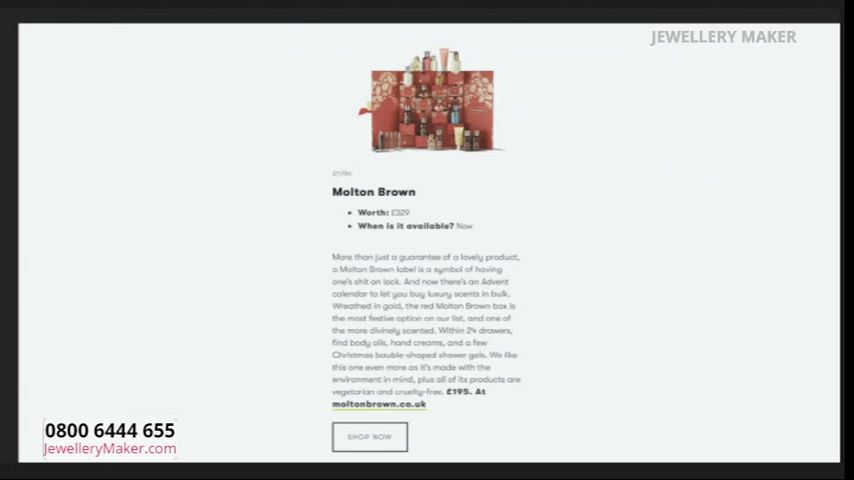 JEWELLERY MAKER
27/60
Molton Brown
• Worth: £329
• When is it available? Now
More than just a guarantee of a lovely product,
a Molton Brown label is a symbol of having
one's shit on lock. And now there's an Advent
calendar to let you buy luxury scents in bulk.
Wreathed in gold, the red Molton Brown box is
the most festive option on our list, and one of
the more divinely scented. Within 24 drawers,
find body oils, hand creams, and a few
Christmas bauble-shaped shower gels. We like
this one even more as it's made with the
environment in mind, plus all of its products are
vegetarian and cruelty-free. £195. At
moltonbrown.co.uk
SHOP NOW
0800 6444 655
JewelleryMaker.com